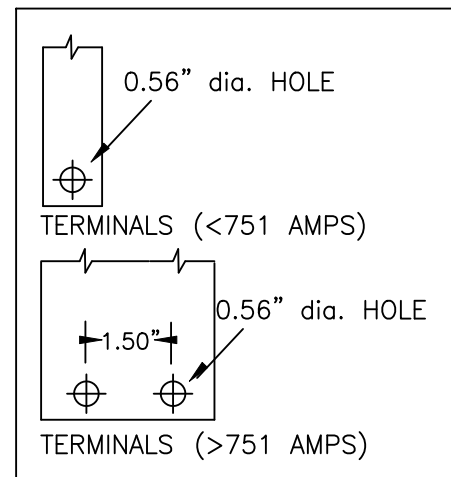 0.56” dia. HOLE
TERMINALS (<751 AMPS)
0.56” dia. HOLE
1.50”
TERMINALS (>751 AMPS)